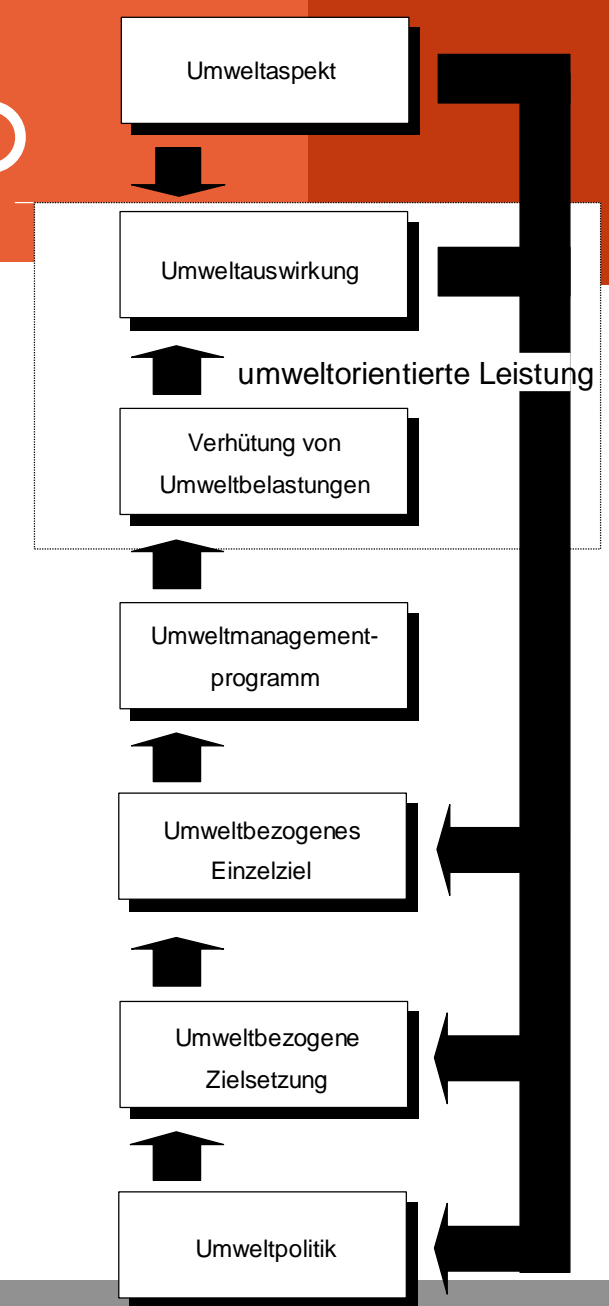 Umweltaspekt
Umweltauswirkung
umweltorientierte Leistung
Verhütung von
Umweltbelastungen
Umweltmanagement-
programm
Umweltbezogenes
Einzelziel
Umweltbezogene
Zielsetzung
Umweltpolitik